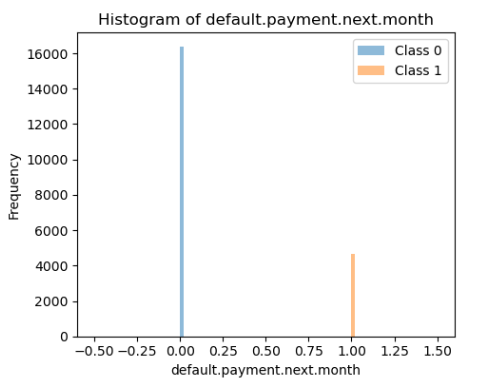 Histogram of default.payment.next.month
Class 0
Class 1
Frequency
16000
14000
12000
10000
8000
6000
4000
2000
0
−0.50 −0.25 0.00 0.25 0.50 0.75 1.00 1.25 1.50
default.payment.next.month